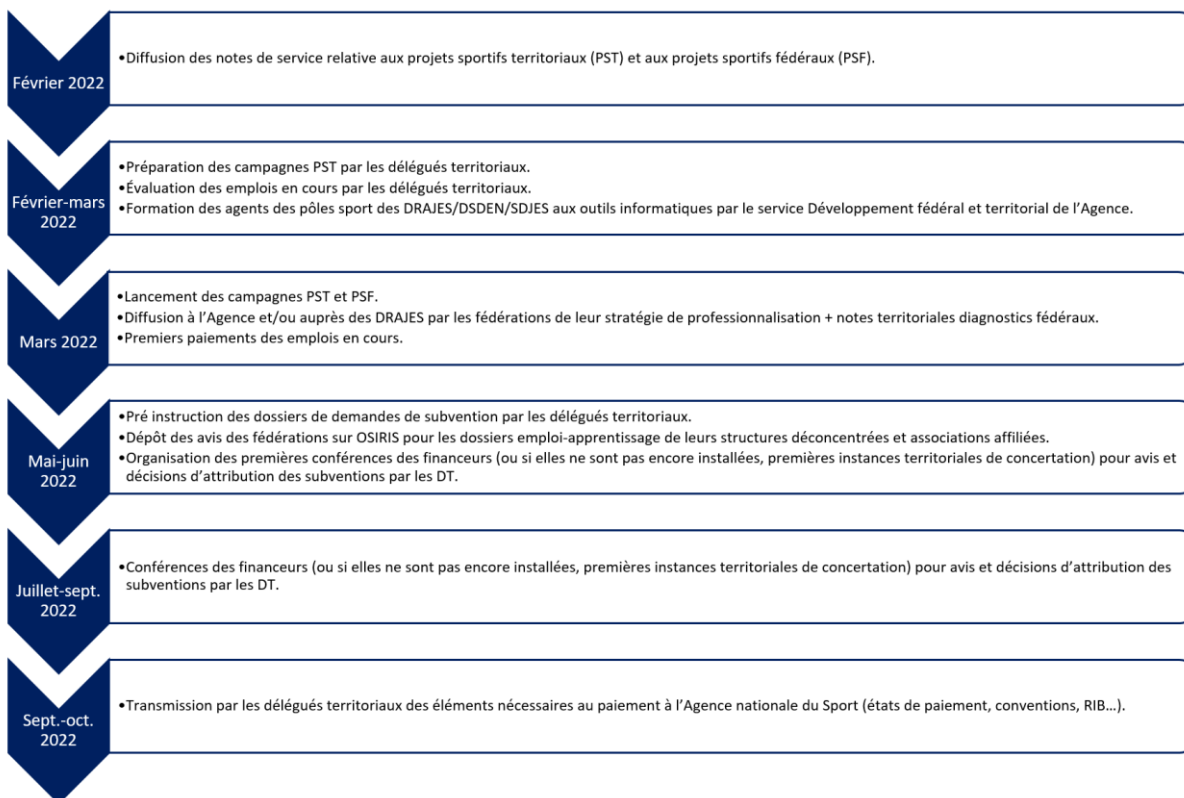 Février 2022
•Diffusion des notes de service relative aux projets sportifs territoriaux (PST) et aux projets sportifs fédéraux (PSF).
Février-mars
2022
•Préparation des campagnes PST par les délégués territoriaux.
•Évaluation des emplois en cours par les délégués territoriaux.
•Formation des agents des pôles sport des DRAJES/DSDEN/SDJES aux outils informatiques par le service Développement fédéral et territorial de l’Agence.
Mars 2022
•Lancement des campagnes PST et PSF.
•Diffusion à l’Agence et/ou auprès des DRAJES par les fédérations de leur stratégie de professionnalisation + notes territoriales diagnostics fédéraux.
•Premiers paiements des emplois en cours.
Mai-juin
2022
•Pré instruction des dossiers de demandes de subvention par les délégués territoriaux.
•Dépôt des avis des fédérations sur OSIRIS pour les dossiers emploi-apprentissage de leurs structures déconcentrées et associations affiliées.
•Organisation des premières conférences des financeurs (ou si elles ne sont pas encore installées, premières instances territoriales de concertation) pour avis et
décisions d’attribution des subventions par les DT.
Juillet-sept.
2022
•Conférences des financeurs (ou si elles ne sont pas encore installées, premières instances territoriales de concertation) pour avis et décisions d’attribution des
subventions par les DT.
Sept.-oct.
2022
•Transmission par les délégués territoriaux des éléments nécessaires au paiement à l’Agence nationale du Sport (états de paiement, conventions, RIB…).